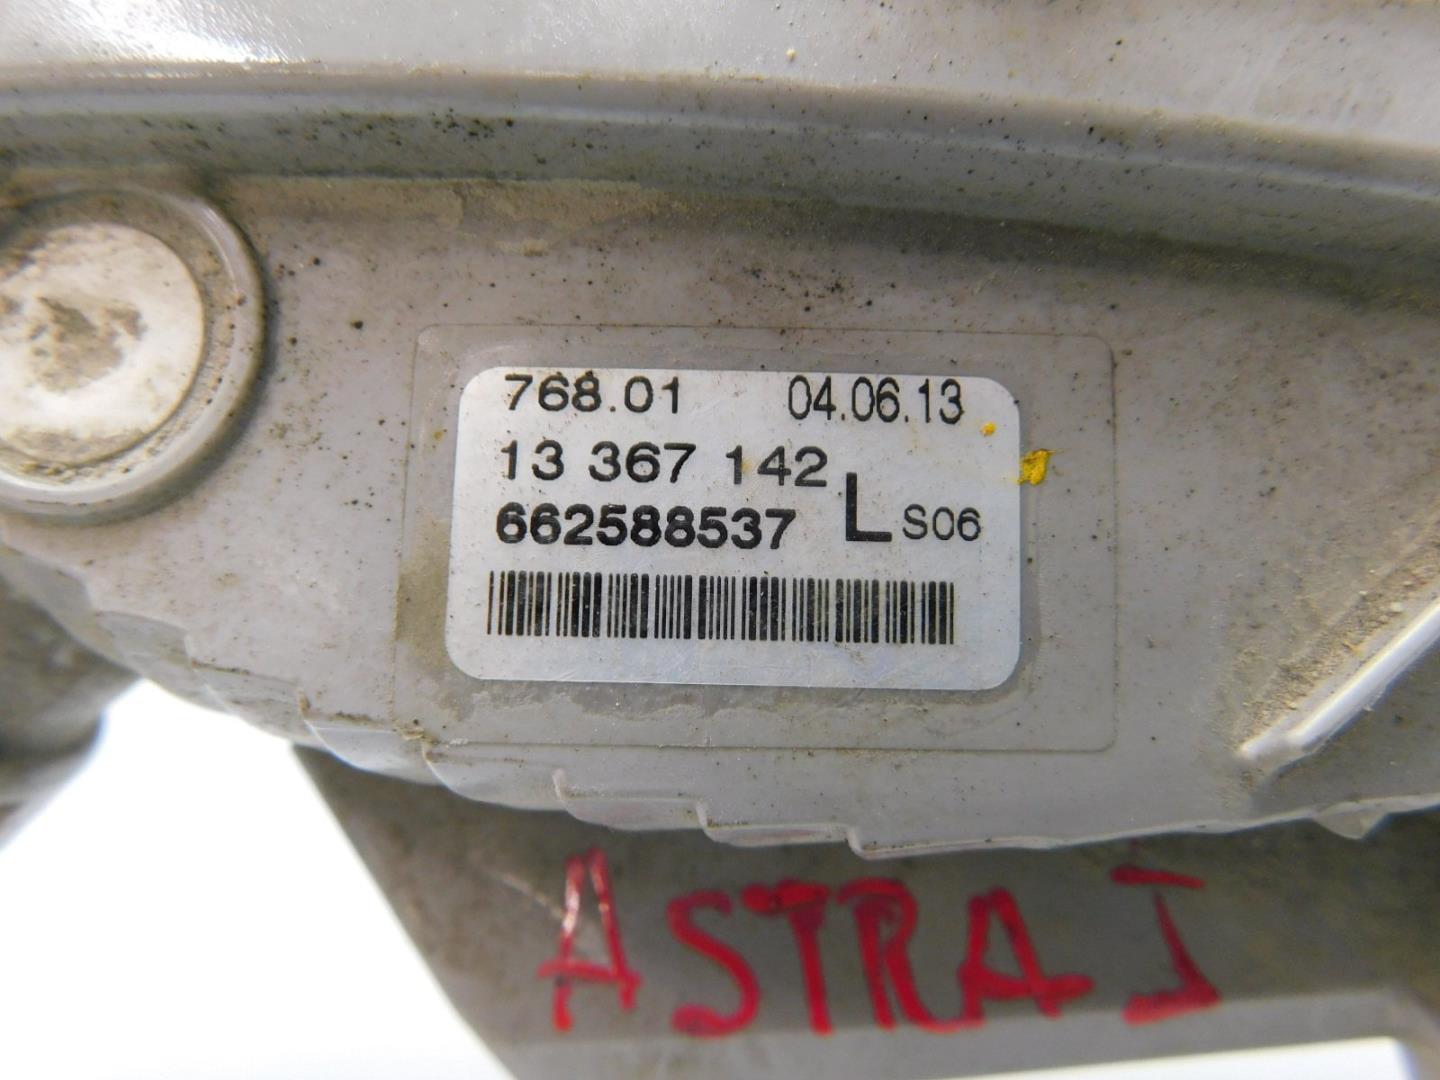 768.01 04.06.13
13 367 142
662588537 L S06
ASTRA J